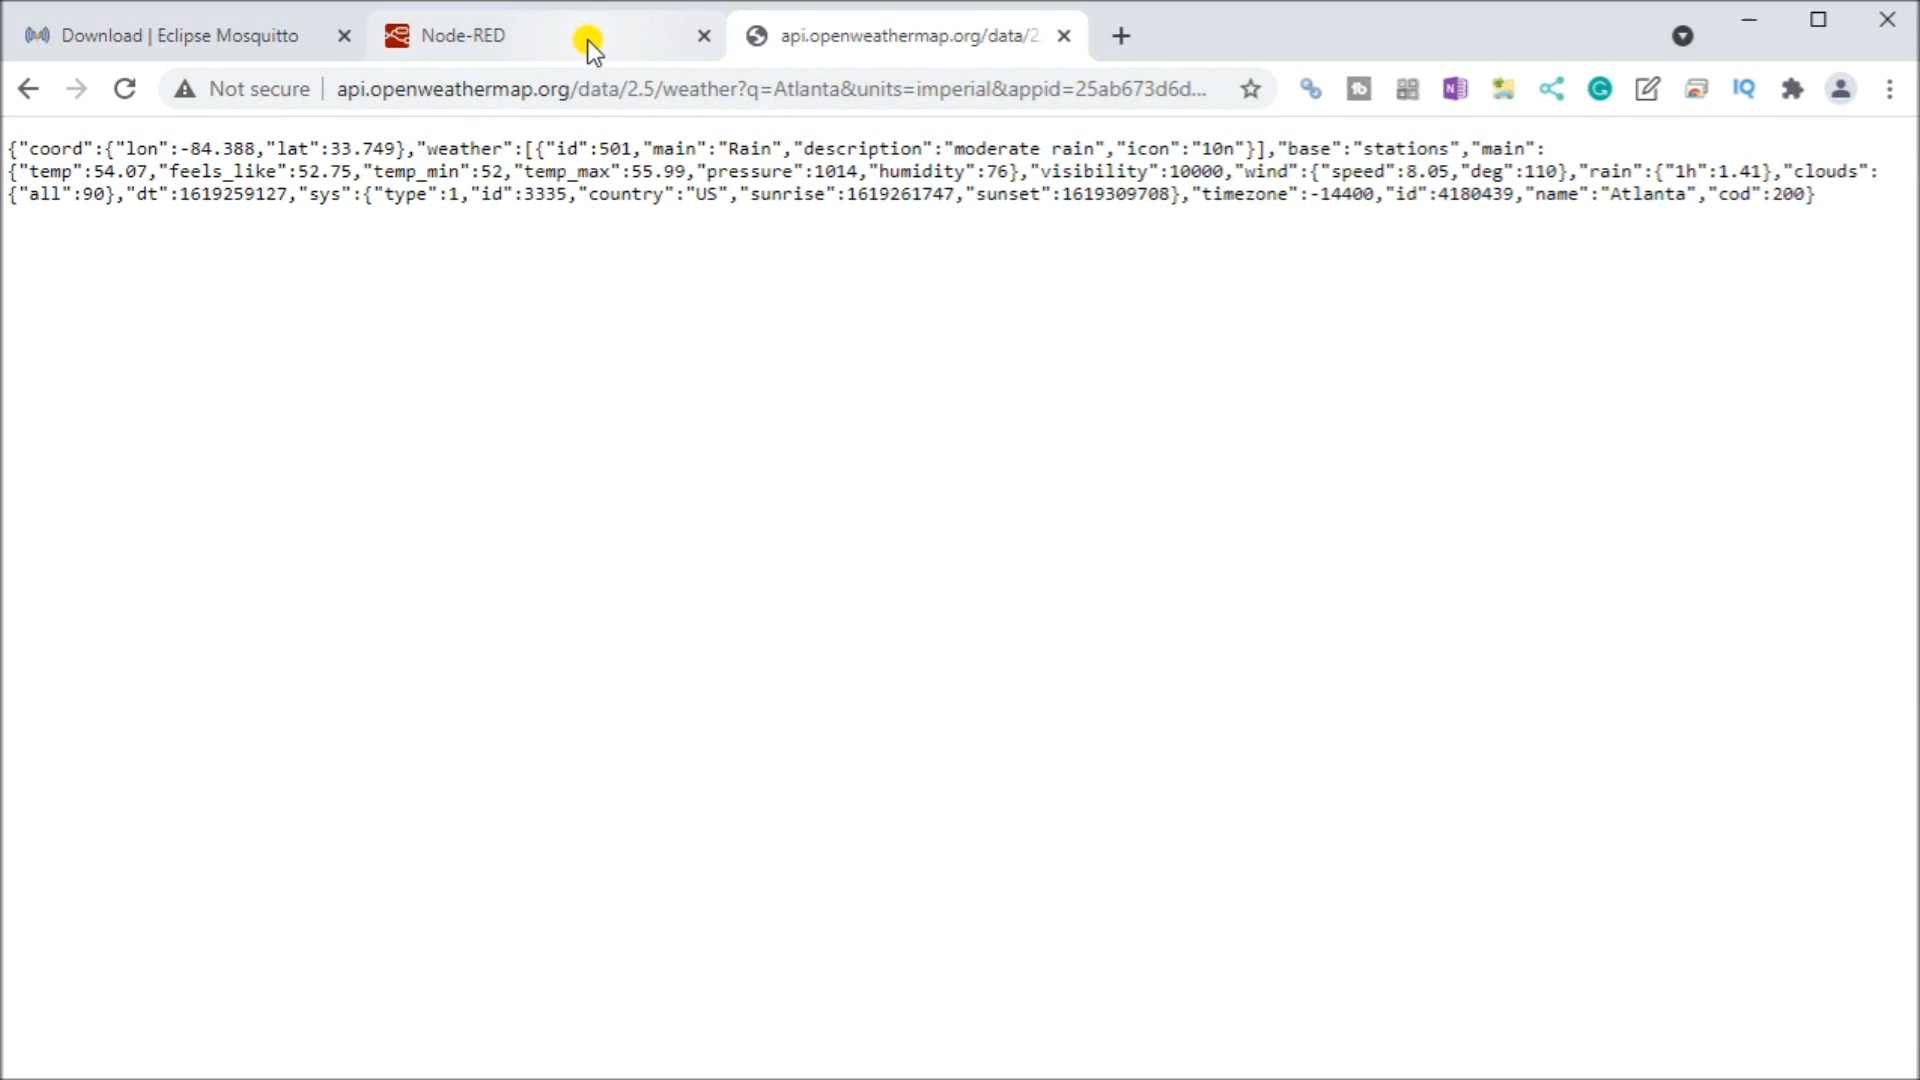 Download | Eclipse Mosquitto
Node-RED
api.openweathermap.org/data/2
Not secure
api.openweathermap.org/data/2.5/weather?q=Atlanta&units=imperial&appid=25ab673d6d...
{"coord":{"lon":-84.388,"lat":33.749},"weather":[{"id":501,"main":"Rain","description":"moderate rain","icon":"10n"}],"base":"stations","main":
{"temp":54.07,"feels_like":52.75,"temp_min":52,"temp_max":55.99,"pressure":1014,"humidity":76},"visibility":10000,"wind":{"speed":8.05,"deg":110},"rain":{"1h":1.41},"clouds":
{"all":90},"dt":1619259127,"sys":{"type":1,"id":3335,"country":"US","sunrise":1619261747,"sunset":1619309708},"timezone":-14400,"id":4180439,"name":"Atlanta","cod":200}